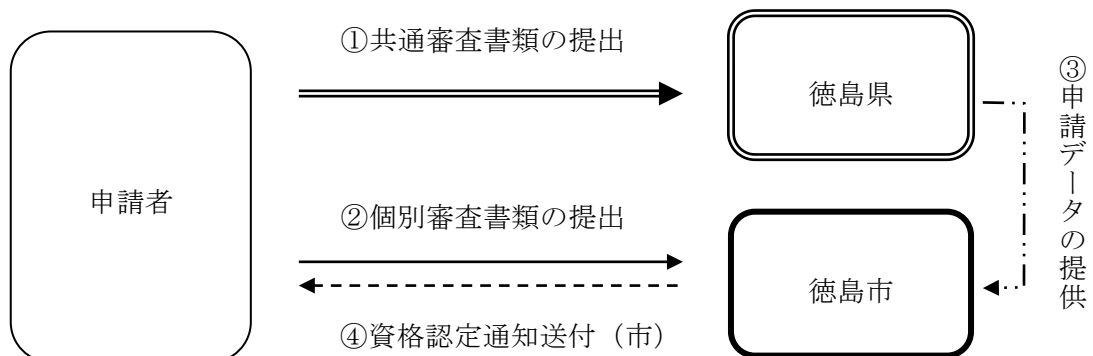 ①共通審査書類の提出
徳島県
③申請データの提供
申請者
②個別審査書類の提出
徳島市
④資格認定通知送付（市）